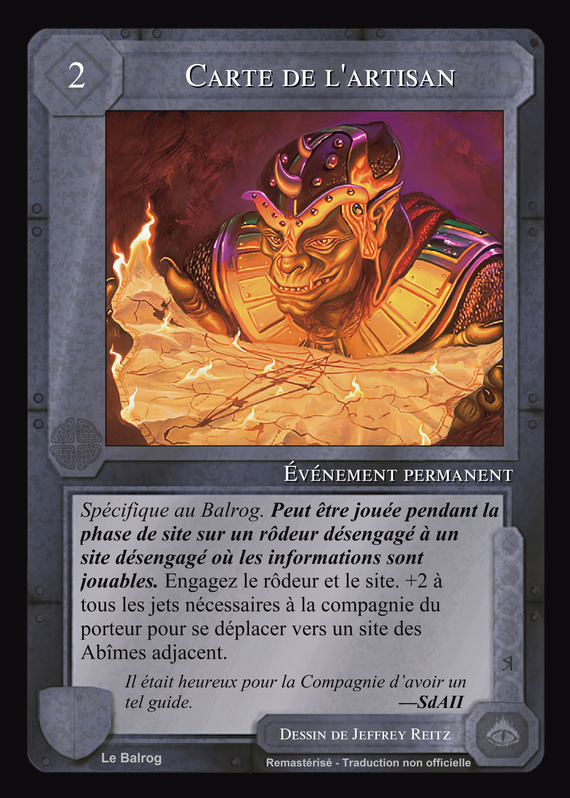 2
CARTE DE L'ARTISAN
ÉVÉNEMENT PERMANENT
Spécifique au Balrog. Peut être jouée pendant la
phase de site sur un rôdeur désengagé à un
site désengagé où les informations sont
jouables. Engagez le rôdeur et le site. +2 à
tous les jets nécessaires à la compagnie du
porteur pour se déplacer vers un site des
Abîmes adjacent.
Il était heureux pour la Compagnie d’avoir un
tel guide. —SdAII
DESSIN DE JEFFREY REITZ
Le Balrog
Remastérisé - Traduction non officielle